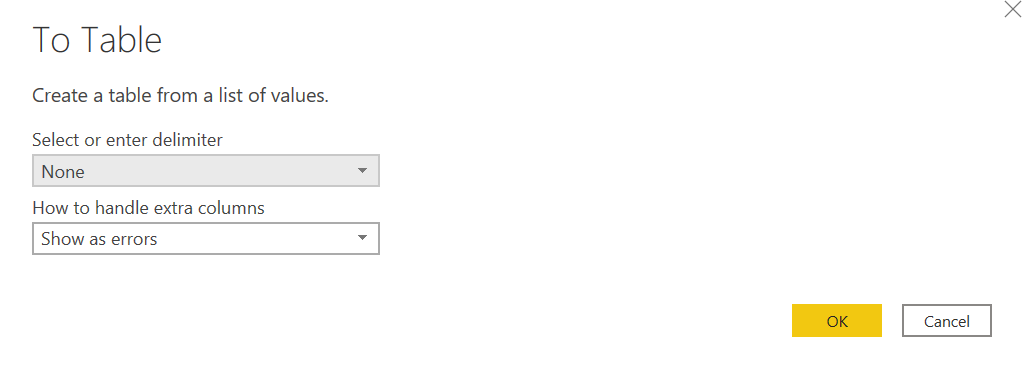 To Table
Create a table from a list of values.
Select or enter delimiter
None
How to handle extra columns
Show as errors
OK
Cancel